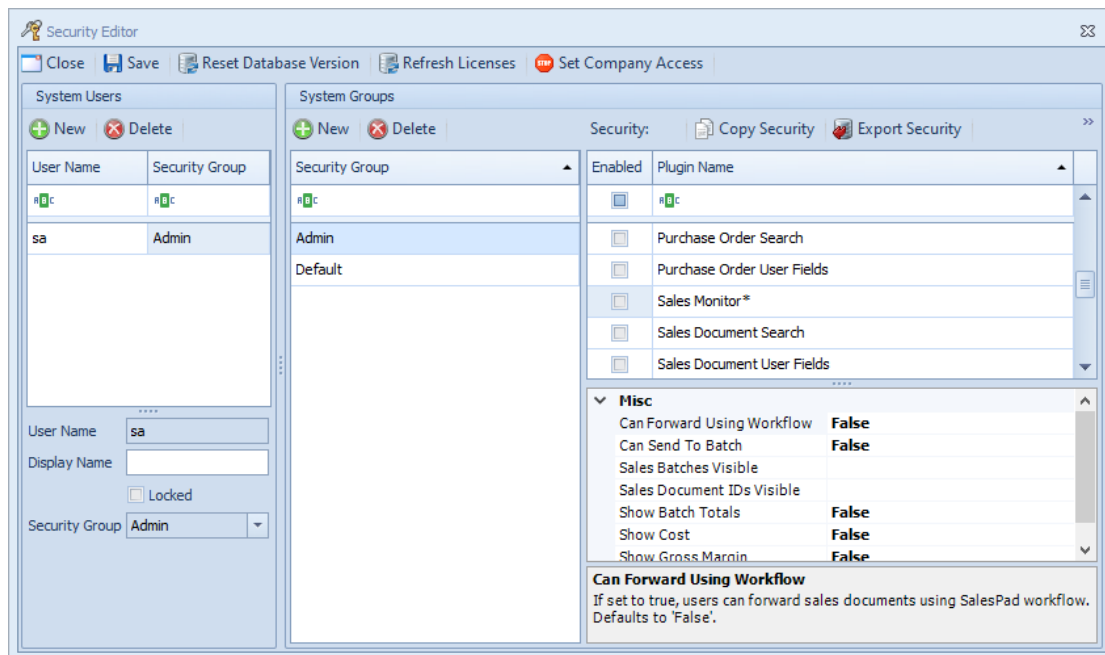 Security Editor
Close Save Reset Database Version Refresh Licenses STOP Set Company Access
System Users System Groups
New Delete New Delete Security: Copy Security Export Security »
User Name Security Group Security Group Enabled Plugin Name
ABC ABC ABC ABC
sa Admin Admin Purchase Order Search
Default Purchase Order User Fields
Sales Monitor*
Sales Document Search
Sales Document User Fields
Misc
Can Forward Using Workflow False
Can Send To Batch False
Sales Batches Visible
Sales Document IDs Visible
Show Batch Totals False
Show Cost False
Show Gross Margin False
User Name sa
Display Name
Locked
Security Group Admin
Can Forward Using Workflow
If set to true, users can forward sales documents using SalesPad workflow.
Defaults to 'False'.